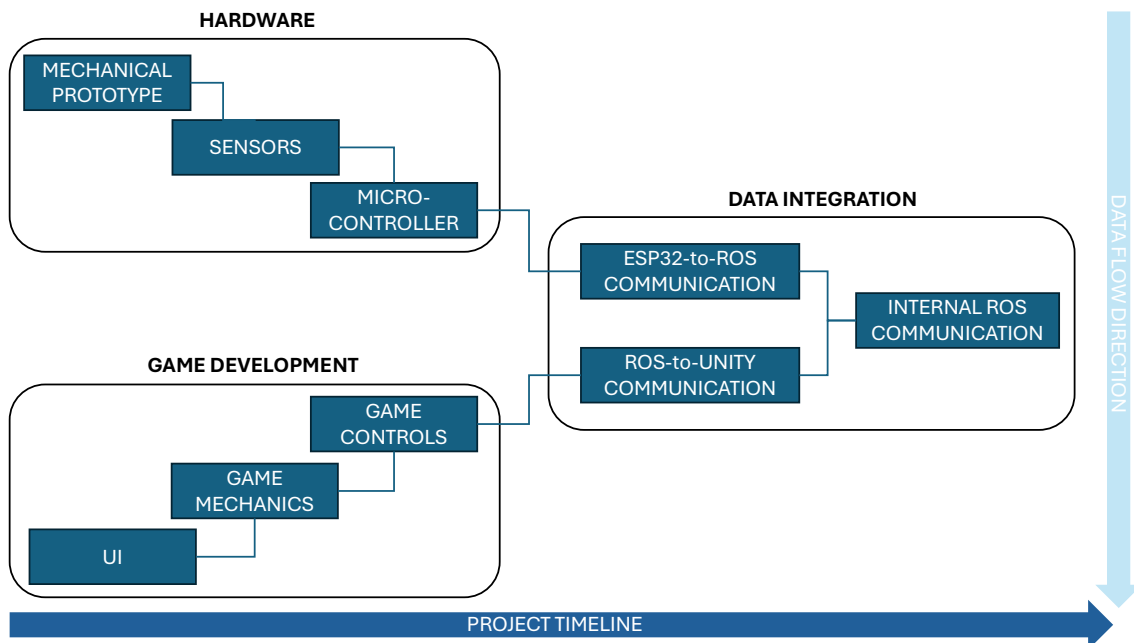 HARDWARE
MECHANICAL
PROTOTYPE
SENSORS
MICRO-
CONTROLLER
DATA INTEGRATION
ESP32-to-ROS
COMMUNICATION
INTERNAL ROS
COMMUNICATION
ROS-to-UNITY
COMMUNICATION
GAME DEVELOPMENT
GAME
CONTROLS
GAME
MECHANICS
UI
DATA FLOW DIRECTION
PROJECT TIMELINE